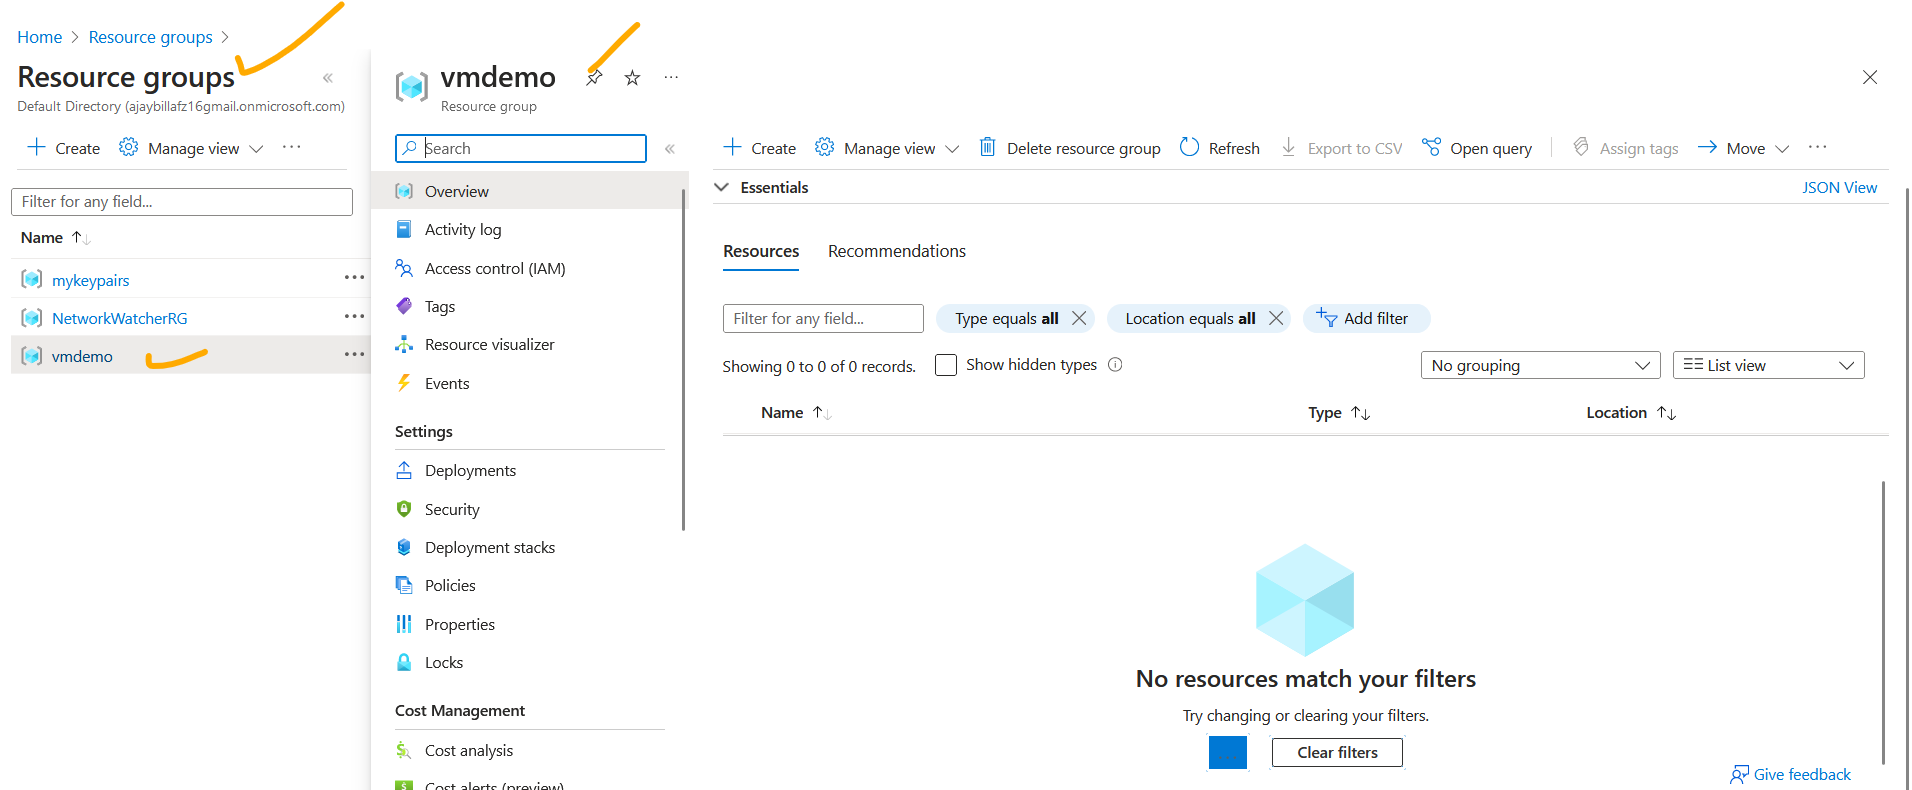 Home > Resource groups >
Resource groups «
Default Directory (ajaybillafz16gmail.onmicrosoft.com)
+ Create Manage view ...
Filter for any field...
Name ↑↓
mykeypairs ...
NetworkWatcherRG ...
vmdemo ...
vmdemo ...
Resource group
Search «
Overview
Activity log
Access control (IAM)
Tags
Resource visualizer
Events
Settings
Deployments
Security
Deployment stacks
Policies
Properties
Locks
Cost Management
Cost analysis
Cost alerts (preview)
+ Create Manage view Delete resource group Refresh Export to CSV Open query Assign tags Move ...
Essentials JSON View
Resources Recommendations
Filter for any field... Type equals all Location equals all Add filter
Showing 0 to 0 of 0 records. Show hidden types No grouping List view
Name ↑↓ Type ↑↓ Location ↑↓
No resources match your filters
Try changing or clearing your filters.
Clear filters
Give feedback